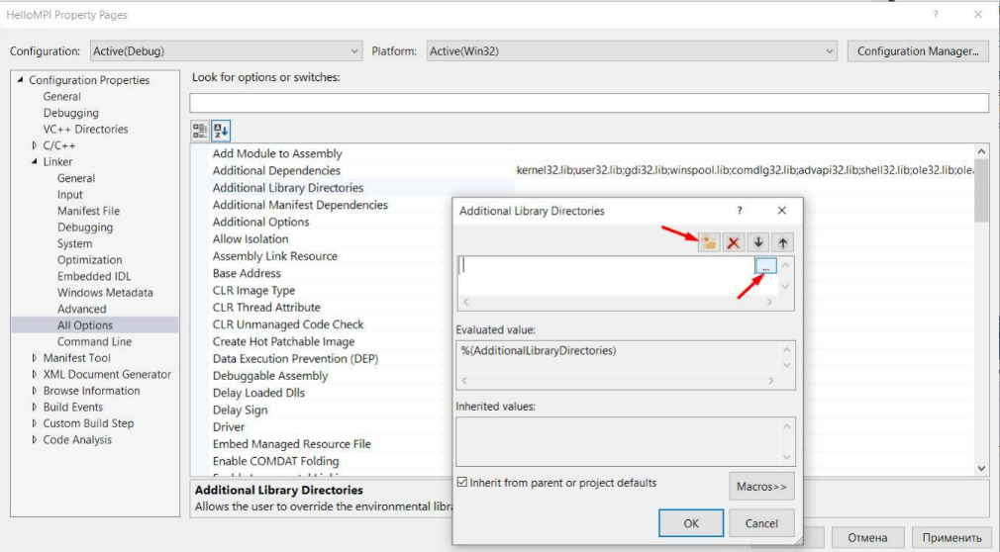 HelloMPI Property Pages
Configuration: Active(Debug) Platform: Active(Win32) Configuration Manager...
Configuration Properties
General
Debugging
VC++ Directories
C/C++
Linker
General
Input
Manifest File
Debugging
System
Optimization
Embedded IDL
Windows Metadata
Advanced
All Options
Command Line
Manifest Tool
XML Document Generator
Browse Information
Build Events
Custom Build Step
Code Analysis
Look for options or switches:
Add Module to Assembly
Additional Dependencies kernel32.lib;user32.lib;gdi32.lib;winspool.lib;comdlg32.lib;advapi32.lib;shell32.lib;ole32.lib;olea
Additional Library Directories
Additional Manifest Dependencies
Additional Options
Allow Isolation
Assembly Link Resource
Base Address
CLR Image Type
CLR Thread Attribute
CLR Unmanaged Code Check
Create Hot Patchable Image
Data Execution Prevention (DEP)
Debuggable Assembly
Delay Loaded Dlls
Delay Sign
Driver
Embed Managed Resource File
Enable COMDAT Folding
Additional Library Directories
Allows the user to override the environmental libra
Additional Library Directories
...
Evaluated value:
%(AdditionalLibraryDirectories)
Inherited values:
Inherit from parent or project defaults
Macros>>
OK Cancel
Отмена Применить